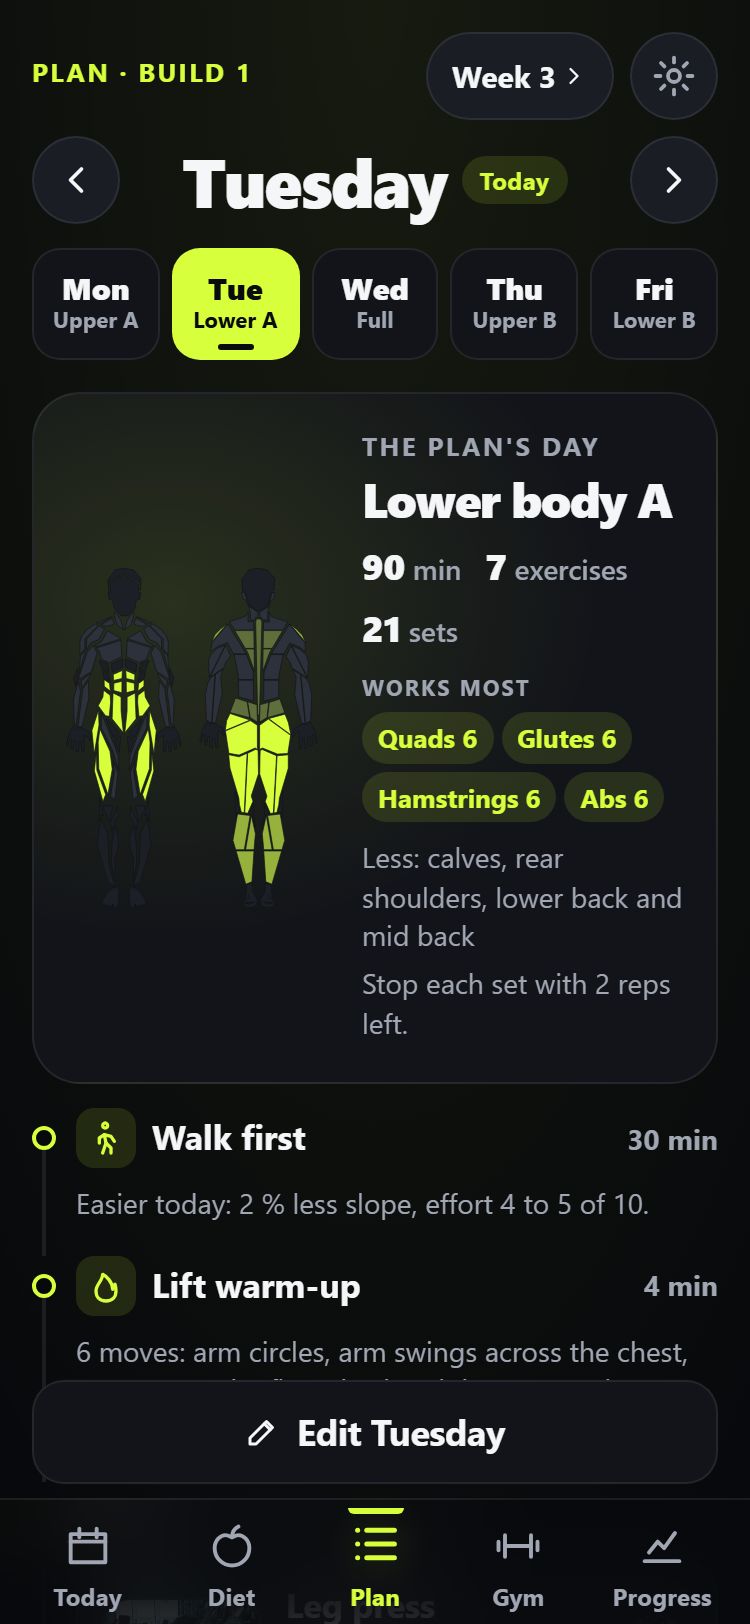 PLAN · BUILD 1
Week 3
Tuesday
Today
Mon
Upper A
Tue
Lower A
Wed
Full
Thu
Upper B
Fri
Lower B
THE PLAN'S DAY
Lower body A
90 min 7 exercises
21 sets
WORKS MOST
Quads 6
Glutes 6
Hamstrings 6
Abs 6
Less: calves, rear
shoulders, lower back and
mid back
Stop each set with 2 reps
left.
Walk first
30 min
Easier today: 2 % less slope, effort 4 to 5 of 10.
Lift warm-up
4 min
6 moves: arm circles, arm swings across the chest,
Edit Tuesday
Leg press
Today
Diet
Plan
Gym
Progress